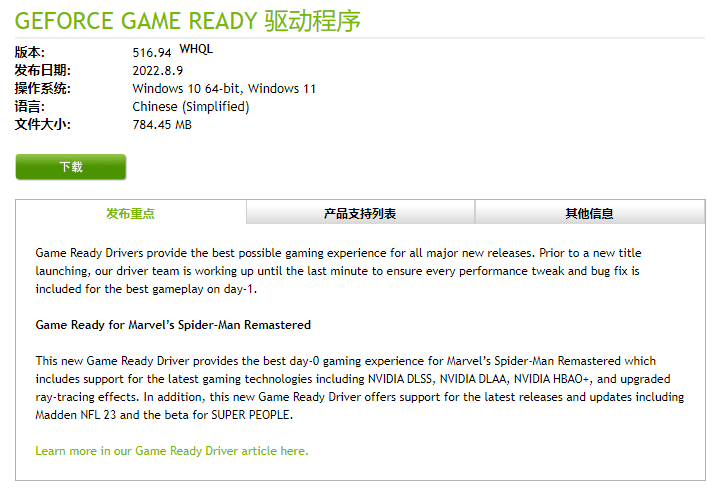 GEFORCE GAME READY 驱动程序
版本: 516.94 WHQL
发布日期: 2022.8.9
操作系统: Windows 10 64-bit, Windows 11
语言: Chinese (Simplified)
文件大小: 784.45 MB
下载
发布重点 产品支持列表 其他信息
Game Ready Drivers provide the best possible gaming experience for all major new releases. Prior to a new title
launching, our driver team is working up until the last minute to ensure every performance tweak and bug fix is
included for the best gameplay on day-1.
Game Ready for Marvel's Spider-Man Remastered
This new Game Ready Driver provides the best day-0 gaming experience for Marvel's Spider-Man Remastered which
includes support for the latest gaming technologies including NVIDIA DLSS, NVIDIA DLAA, NVIDIA HBAO+, and upgraded
ray-tracing effects. In addition, this new Game Ready Driver offers support for the latest releases and updates including
Madden NFL 23 and the beta for SUPER PEOPLE.
Learn more in our Game Ready Driver article here.